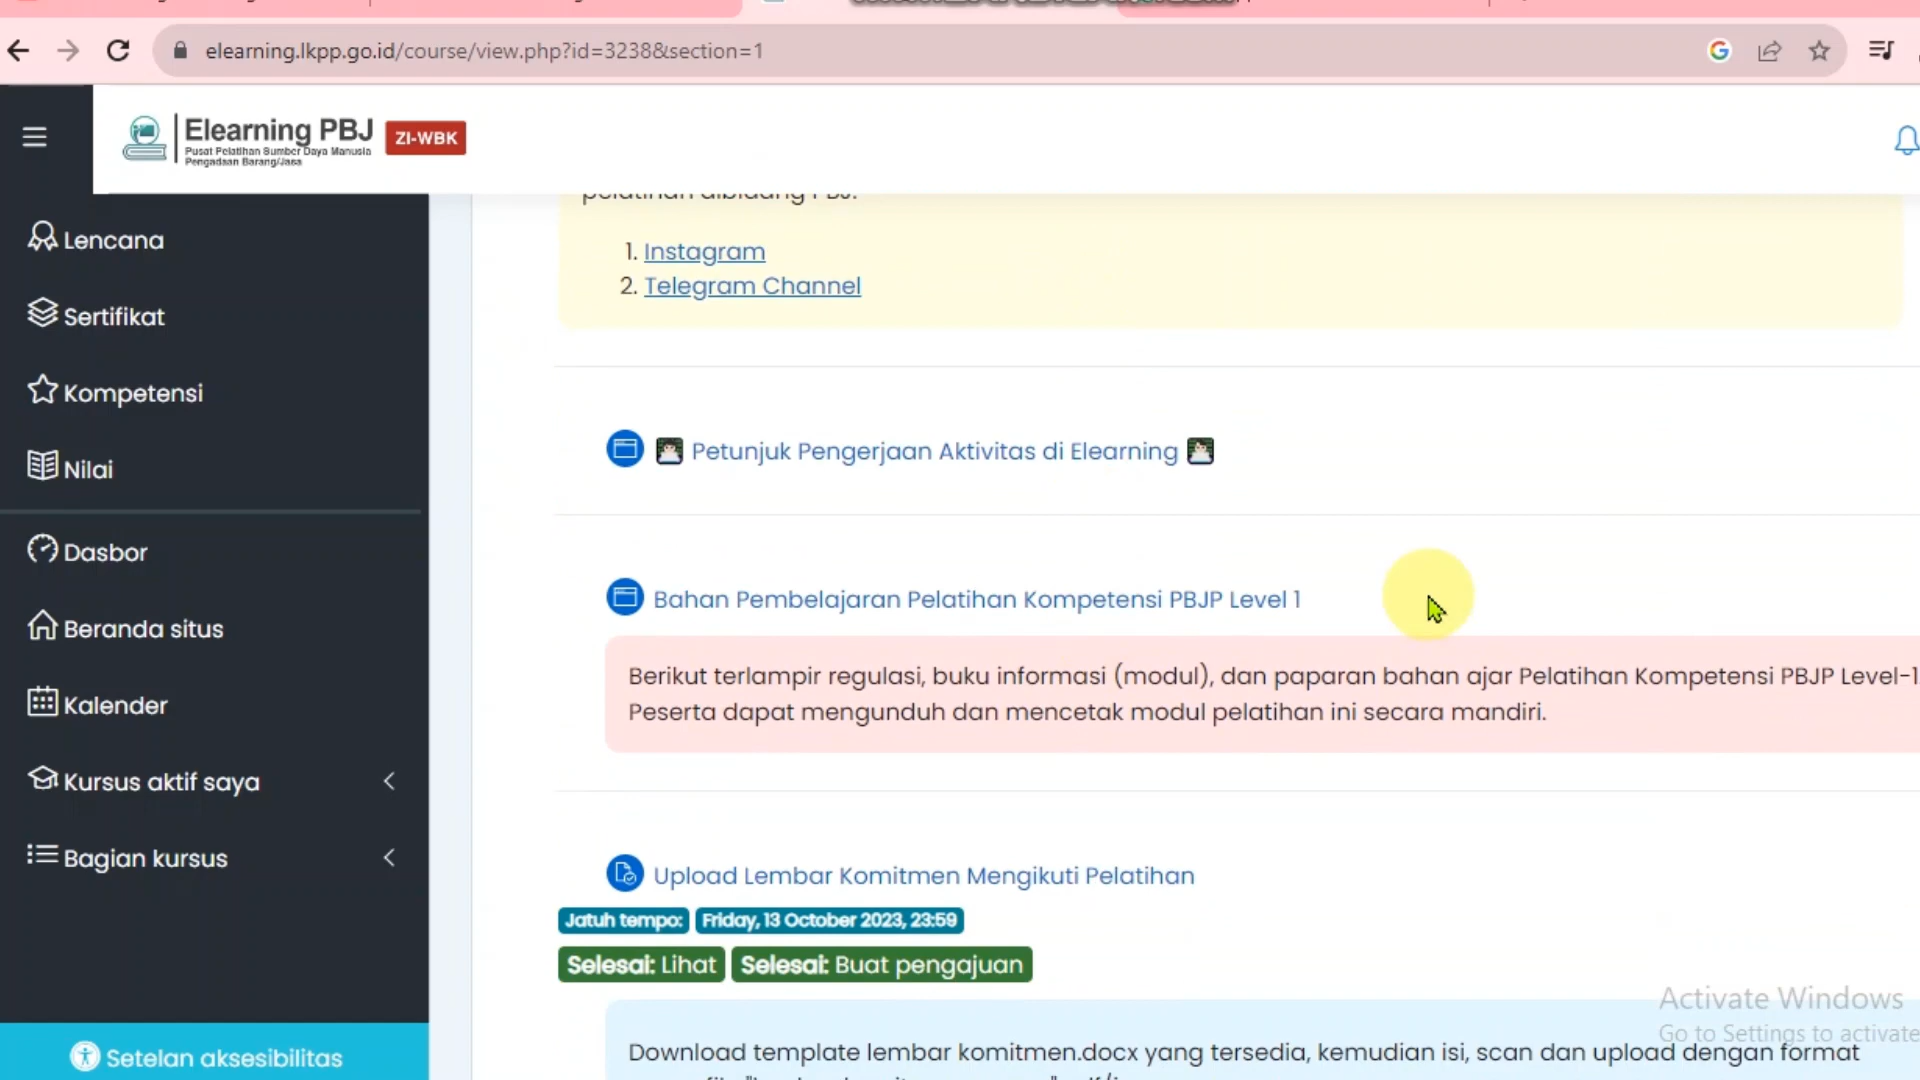 elearning.lkpp.go.id/course/view.php?id=3238&section=1
Elearning PBJ
Pusat Pelatihan Sumber Daya Manusia
Pengadaan Barang/Jasa
ZI-WBK
Lencana
Sertifikat
Kompetensi
Nilai
Dasbor
Beranda situs
Kalender
Kursus aktif saya
Bagian kursus
Setelan aksesibilitas
pelatihan dibidang PBJ.
1. Instagram
2. Telegram Channel
Petunjuk Pengerjaan Aktivitas di Elearning
Bahan Pembelajaran Pelatihan Kompetensi PBJP Level 1
Berikut terlampir regulasi, buku informasi (modul), dan paparan bahan ajar Pelatihan Kompetensi PBJP Level-1.
Peserta dapat mengunduh dan mencetak modul pelatihan ini secara mandiri.
Upload Lembar Komitmen Mengikuti Pelatihan
Jatuh tempo: Friday, 13 October 2023, 23:59
Selesai: Lihat Selesai: Buat pengajuan
Download template lembar komitmen.docx yang tersedia, kemudian isi, scan dan upload dengan format
Activate Windows
Go to Settings to activate